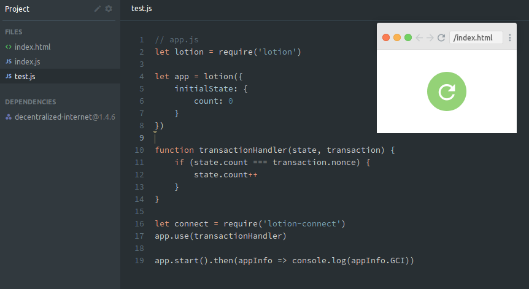 Project
FILES
index.html
JS index.js
JS test.js
DEPENDENCIES
decentralized-internet@1.4.6
test.js
1 // app.js
2 let lotion = require('lotion')
3
4 let app = lotion({
5 initialState: {
6 count: 0
7 }
8 })
9
10 function transactionHandler(state, transaction) {
11 if (state.count === transaction.nonce) {
12 state.count++
13 }
14 }
15
16 let connect = require('lotion-connect')
17 app.use(transactionHandler)
18
19 app.start().then(appInfo => console.log(appInfo.GCI))
/index.html